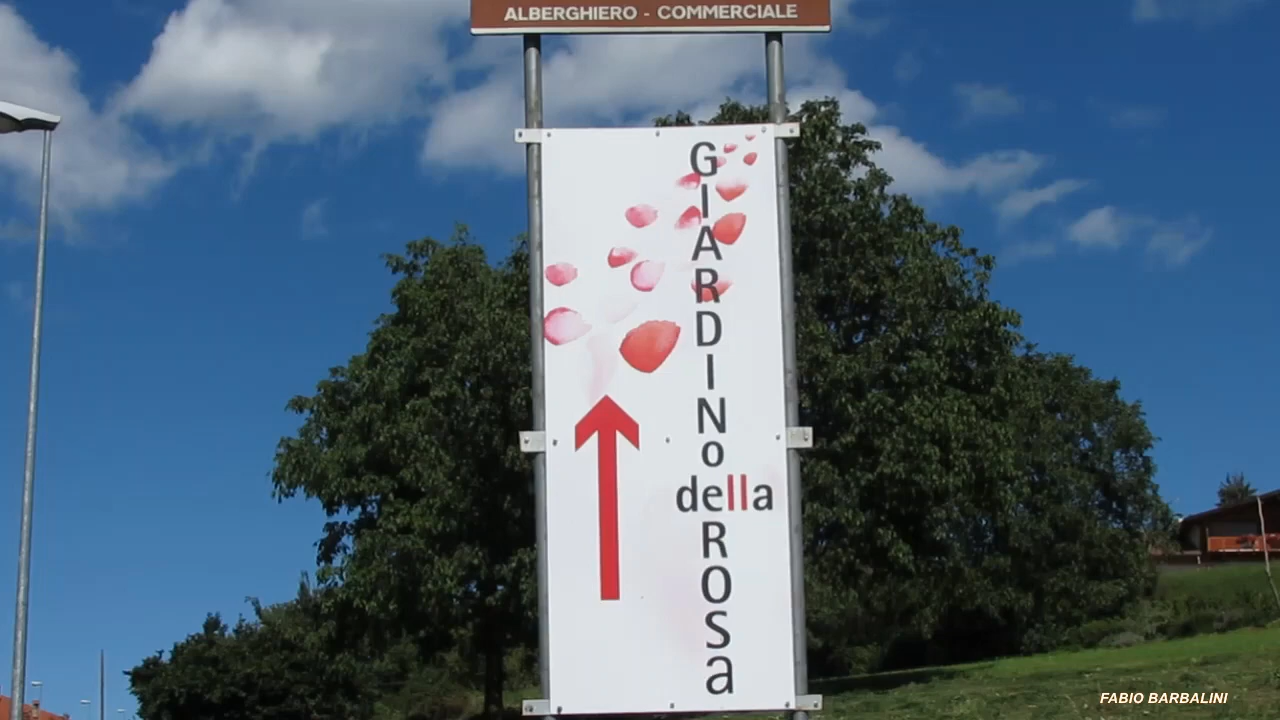 ALBERGHIERO - COMMERCIALE
GIARDINo
della
ROSa
FABIO BARBALINI